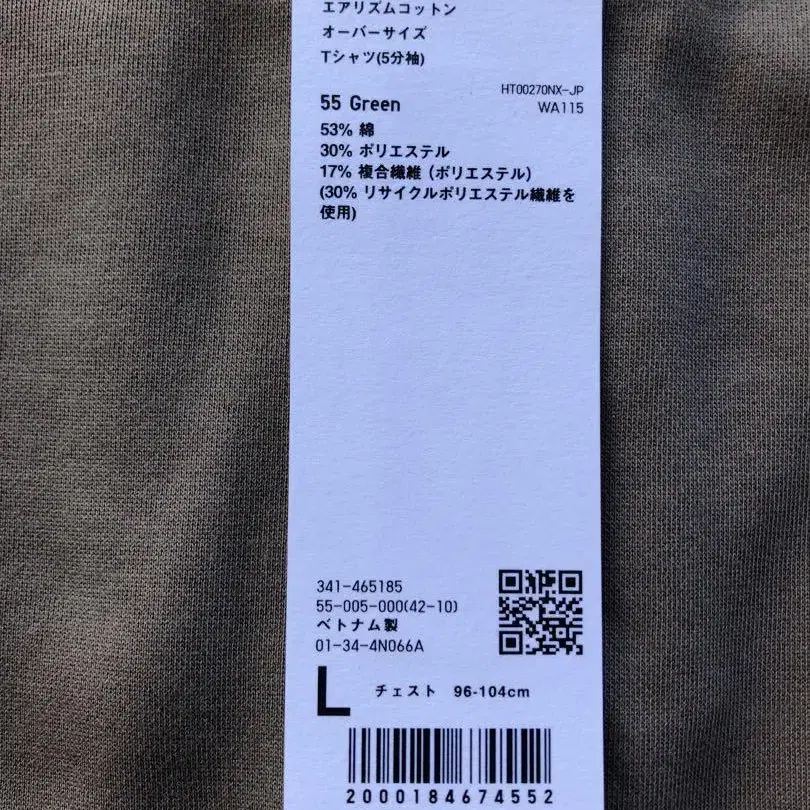 エアリズムコットン
オーバーサイズ
Tシャツ(5分袖)
HT00270NX-JP
55 Green
WA115
53% 綿
30% ポリエステル
17% 複合繊維 (ポリエステル)
(30% リサイクルポリエステル繊維を
使用)
341-465185
55-005-000(42-10)
ベトナム製
01-34-4N066A
L チェスト 96-104cm
2000184674552